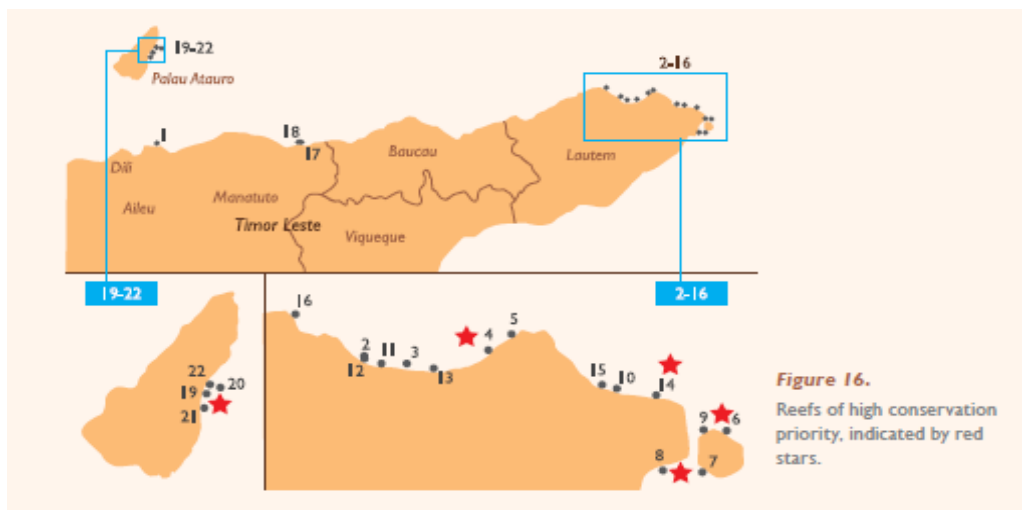 19-22
Palau Atauro
2-16
1
18
17
Dili
Baucau
Lautem
Aileu
Manatuto
Timor Leste
Viqueque
19-22
2-16
16
5
4
2
11
3
12
13
15
10
14
22
20
19
21
9
6
8
7
Figure 16.
Reefs of high conservation
priority, indicated by red
stars.